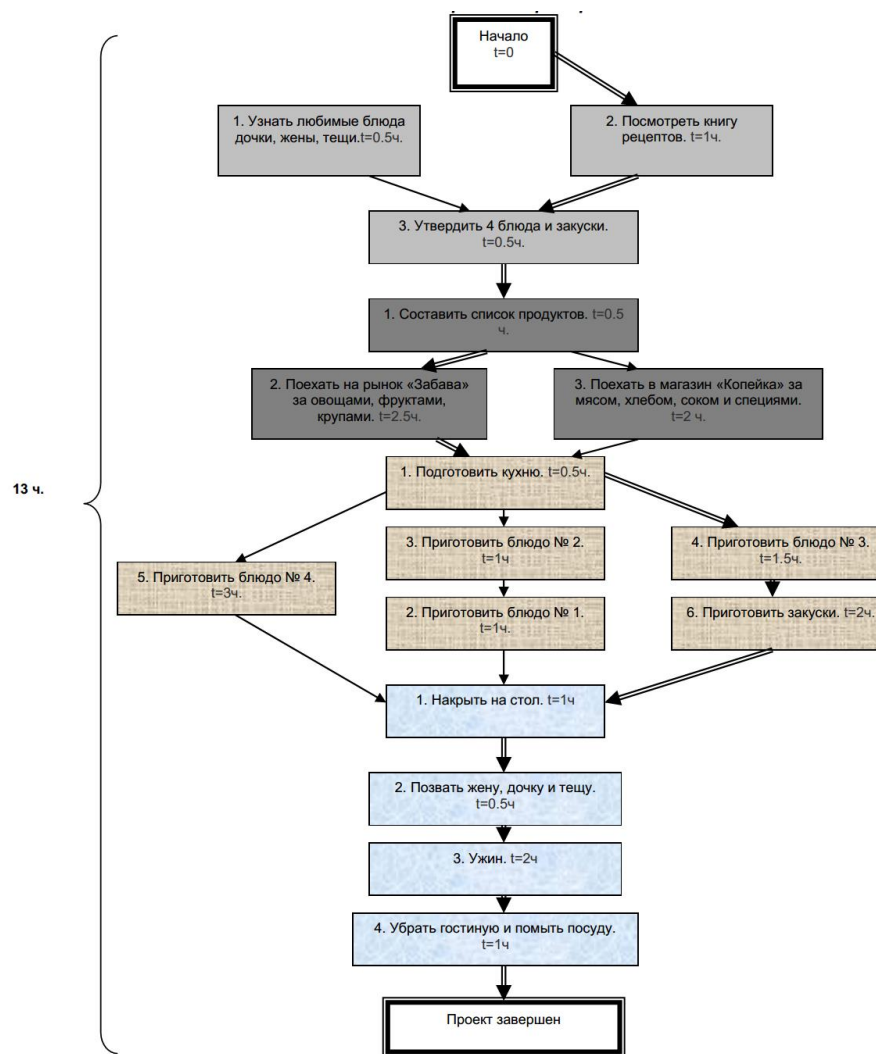 Начало
t=0
1. Узнать любимые блюда
дочки, жены, тещи.t=0.5ч.
2. Посмотреть книгу
рецептов. t=1ч.
3. Утвердить 4 блюда и закуски.
t=0.5ч.
1. Составить список продуктов. t=0.5
ч.
2. Поехать на рынок «Забава»
за овощами, фруктами,
крупами. t=2.5ч.
3. Поехать в магазин «Копейка» за
мясом, хлебом, соком и специями.
t=2 ч.
1. Подготовить кухню. t=0.5ч.
13 ч.
3. Приготовить блюдо № 2.
t=1ч
4. Приготовить блюдо № 3.
t=1.5ч.
5. Приготовить блюдо № 4.
t=3ч.
2. Приготовить блюдо № 1.
t=1ч.
6. Приготовить закуски. t=2ч.
1. Накрыть на стол. t=1ч
2. Позвать жену, дочку и тещу.
t=0.5ч
3. Ужин. t=2ч
4. Убрать гостиную и помыть посуду.
t=1ч
Проект завершен